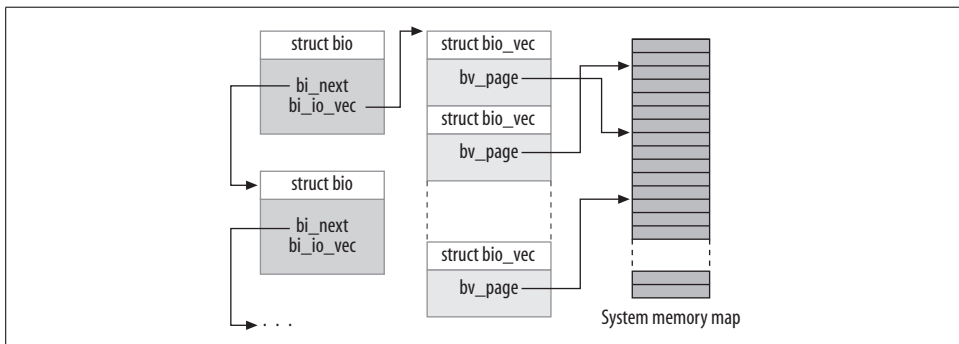 struct bio
bi_next
bi_io_vec
struct bio
bi_next
bi_io_vec
. . .
struct bio_vec
bv_page
struct bio_vec
bv_page
struct bio_vec
bv_page
System memory map